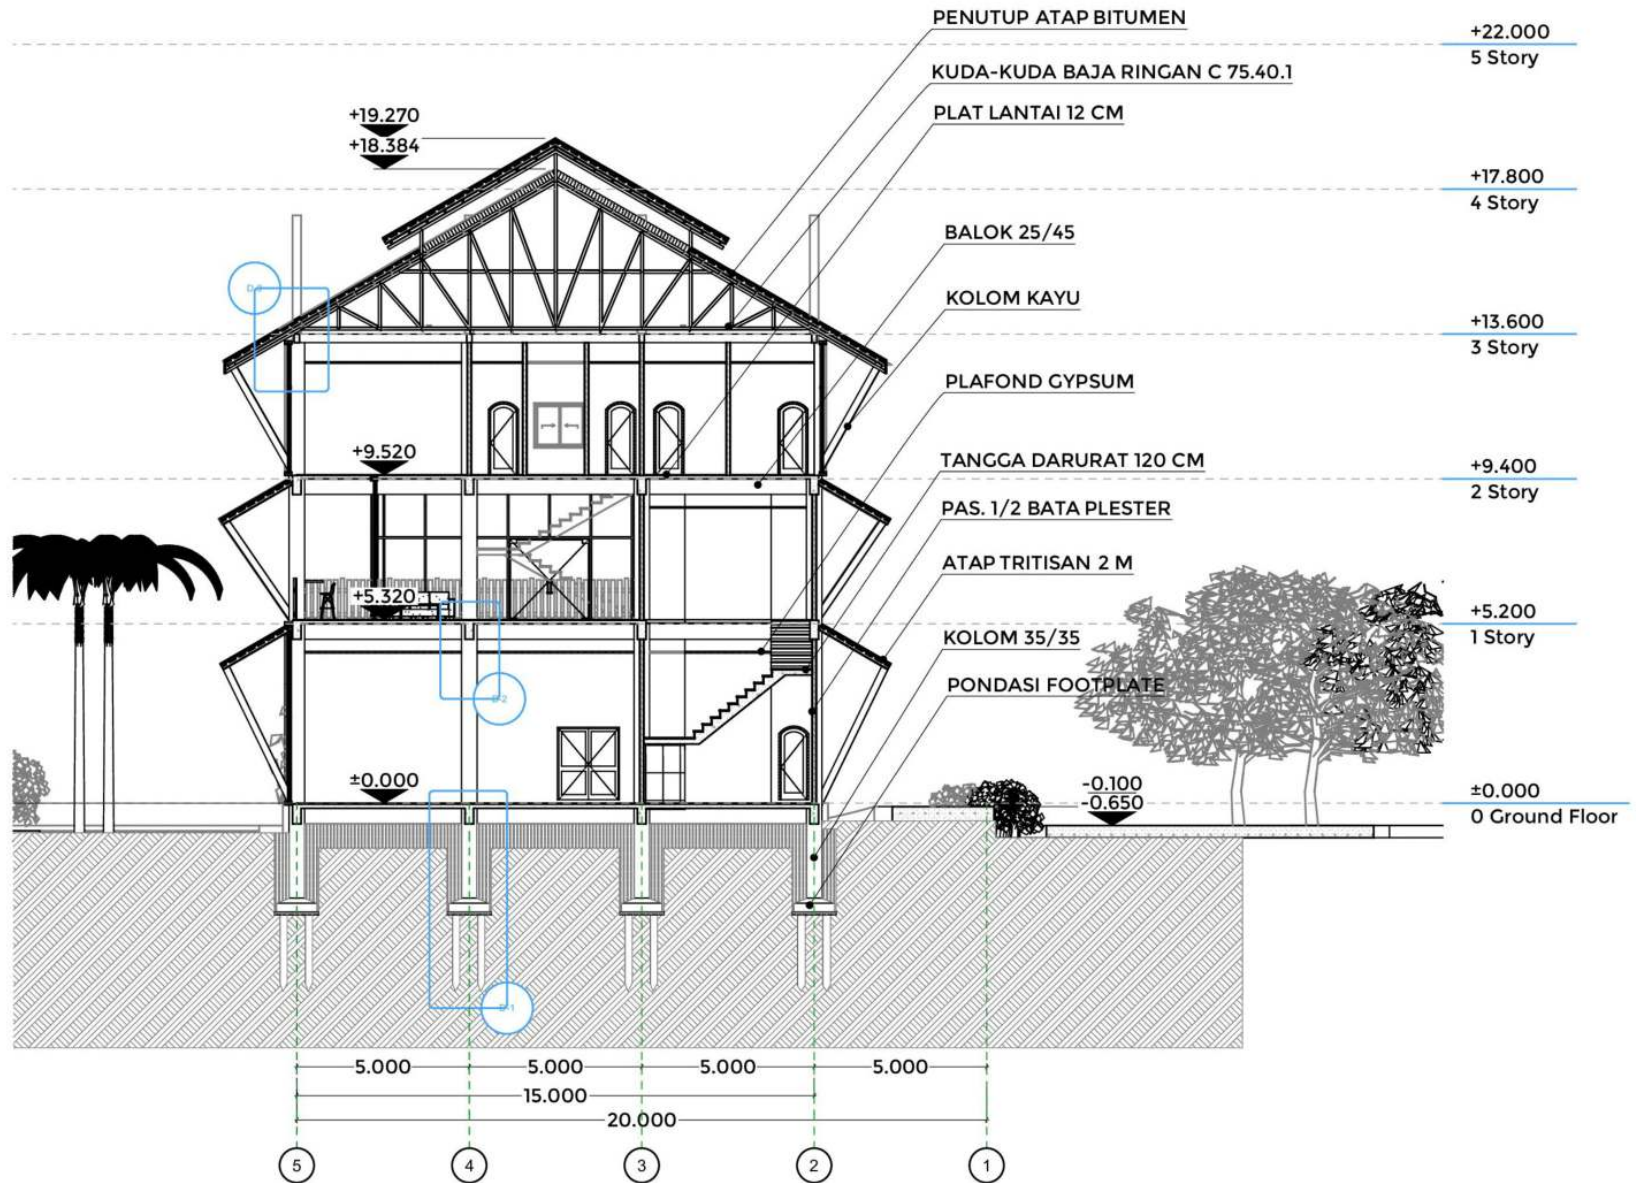 PENUTUP ATAP BITUMEN
+22.000
5 Story
KUDA-KUDA BAJA RINGAN C 75.40.1
PLAT LANTAI 12 CM
+19.270
+18.384
+17.800
4 Story
BALOK 25/45
KOLOM KAYU
D-3
+13.600
3 Story
PLAFOND GYPSUM
+9.520
TANGGA DARURAT 120 CM
+9.400
2 Story
PAS. 1/2 BATA PLESTER
ATAP TRITISAN 2 M
+5.320
+5.200
1 Story
KOLOM 35/35
PONDASI FOOTPLATE
D-2
±0.000
-0.100
-0.650
±0.000
0 Ground Floor
D-1
5.000 5.000 5.000 5.000
15.000
20.000
5 4 3 2 1